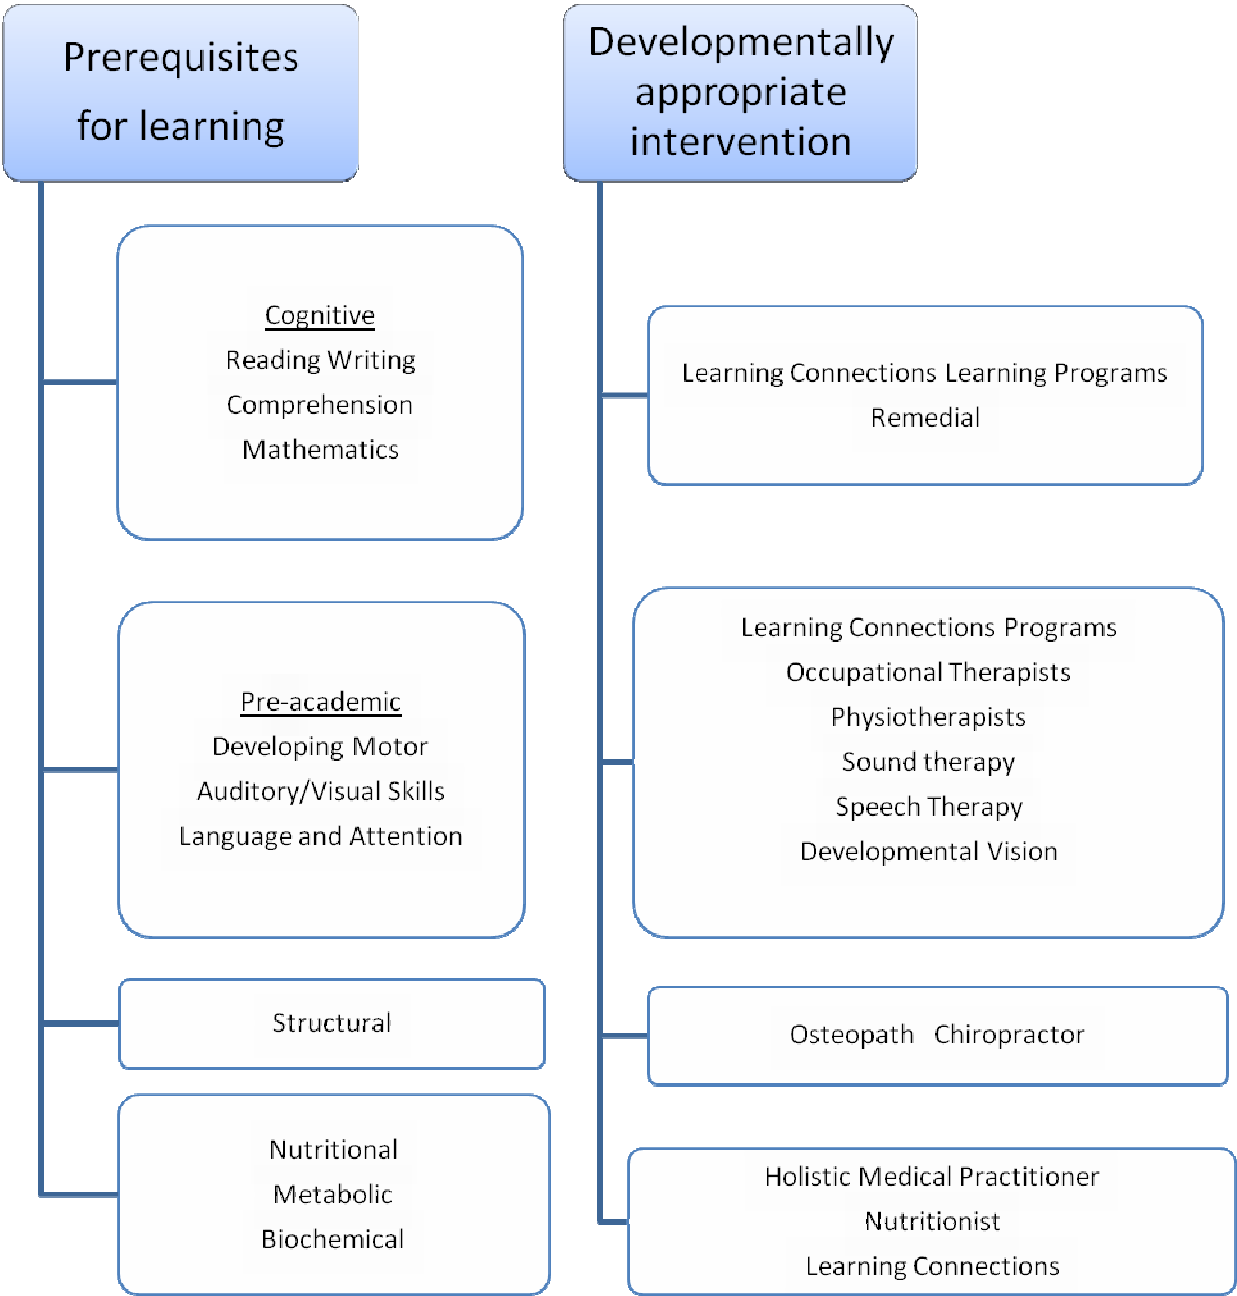 Prerequisites
for learning
Cognitive
Reading Writing
Comprehension
Mathematics
Pre-academic
Developing Motor
Auditory/Visual Skills
Language and Attention
Structural
Nutritional
Metabolic
Biochemical
Developmentally
appropriate
intervention
Learning Connections Learning Programs
Remedial
Learning Connections Programs
Occupational Therapists
Physiotherapists
Sound therapy
Speech Therapy
Developmental Vision
Osteopath Chiropractor
Holistic Medical Practitioner
Nutritionist
Learning Connections